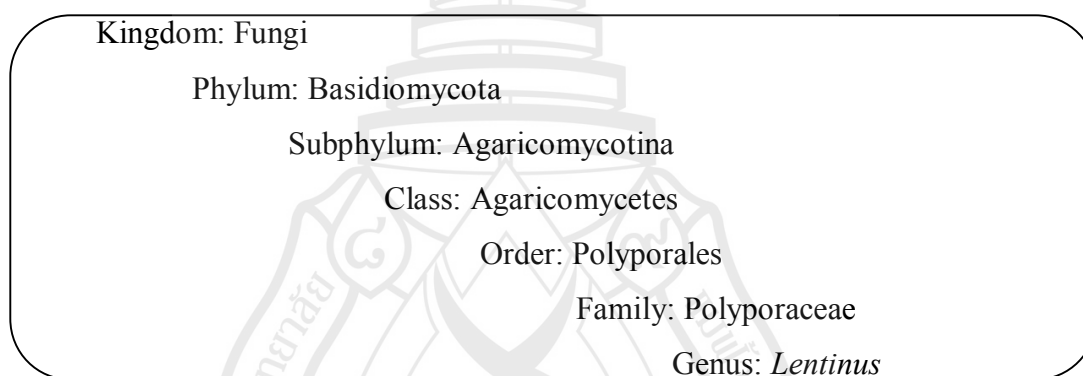 Kingdom: Fungi
Phylum: Basidiomycota
Subphylum: Agaricomycotina
Class: Agaricomycetes
Order: Polyporales
Family: Polyporaceae
Genus: Lentinus